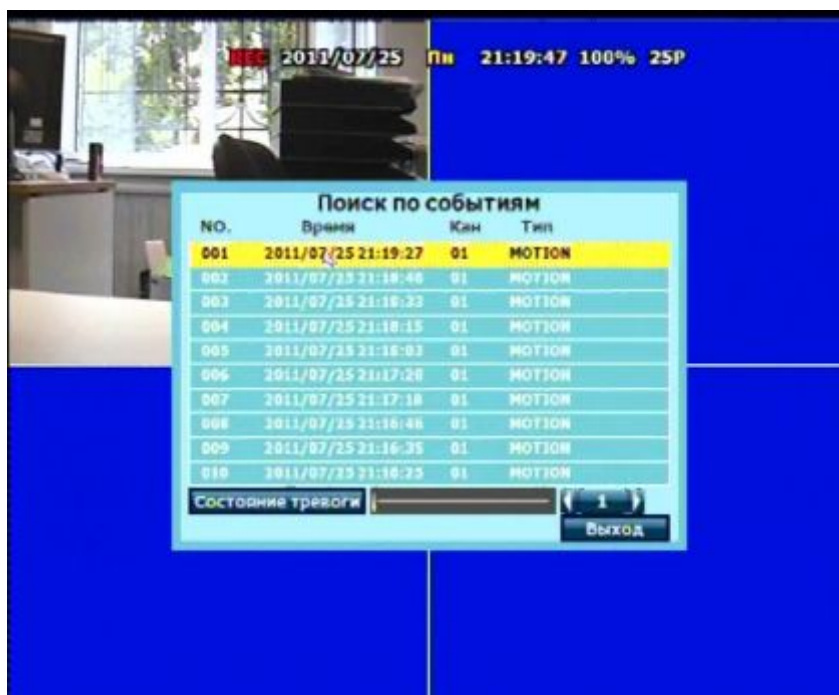 REC 2011/07/25 Пн 21:19:47 100% 25P
Поиск по событиям
NO. Время Кан Тип
001 2011/07/25 21:19:27 01 MOTION
002 2011/07/25 21:18:46 01 MOTION
003 2011/07/25 21:18:33 01 MOTION
004 2011/07/25 21:18:15 01 MOTION
005 2011/07/25 21:18:03 01 MOTION
006 2011/07/25 21:17:28 01 MOTION
007 2011/07/25 21:17:18 01 MOTION
008 2011/07/25 21:16:46 01 MOTION
009 2011/07/25 21:16:35 01 MOTION
010 2011/07/25 21:16:25 01 MOTION
Состояние тревоги 1
Выход